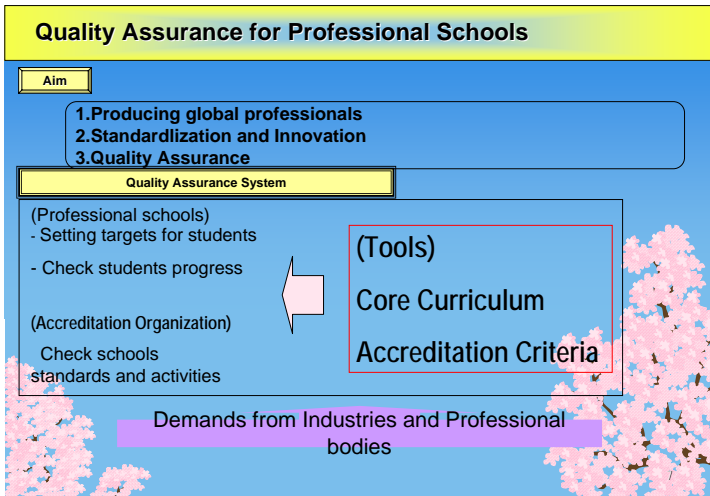 Quality Assurance for Professional Schools
Aim
1.Producing global professionals
2.Standardlization and Innovation
3.Quality Assurance
Quality Assurance System
(Professional schools)
- Setting targets for students
- Check students progress
(Accreditation Organization)
Check schools
standards and activities
(Tools)
Core Curriculum
Accreditation Criteria
Demands from Industries and Professional
bodies